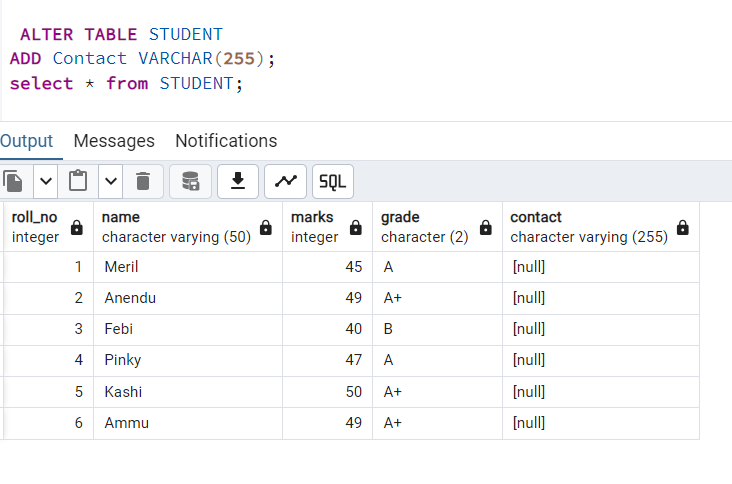 ALTER TABLE STUDENT
ADD Contact VARCHAR(255);
select * from STUDENT;
Output Messages Notifications
SQL
roll_no name marks grade contact
integer character varying (50) integer character (2) character varying (255)
1 Meril 45 A [null]
2 Anendu 49 A+ [null]
3 Febi 40 B [null]
4 Pinky 47 A [null]
5 Kashi 50 A+ [null]
6 Ammu 49 A+ [null]